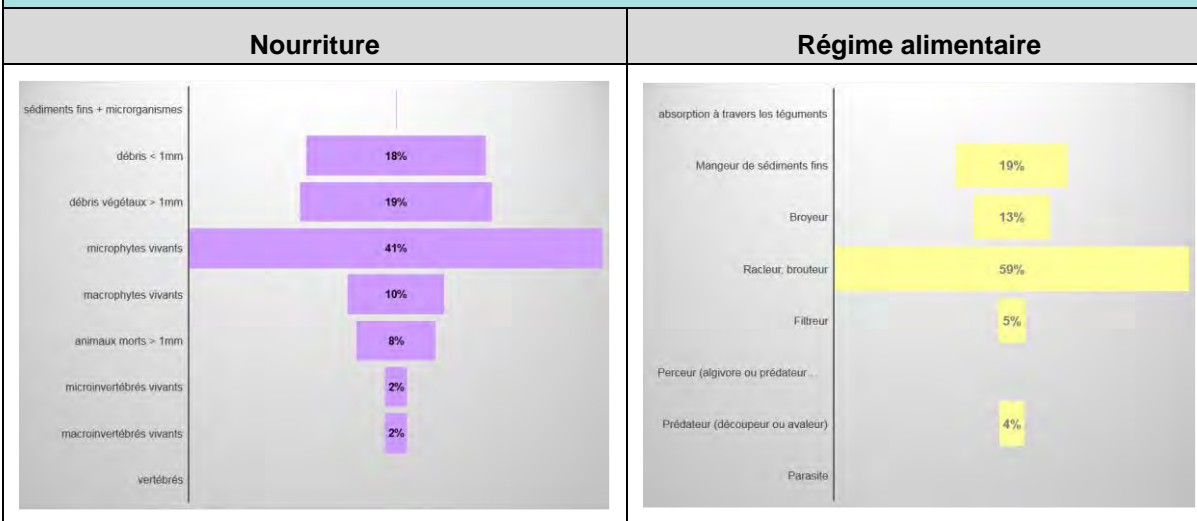 Nourriture
sédiments fins + microrganismes
débris < 1mm
18%
débris végétaux > 1mm
19%
microphytes vivants
41%
macrophytes vivants
10%
animaux morts > 1mm
8%
microinvertébrés vivants
2%
macroinvertébrés vivants
2%
vertébrés
Régime alimentaire
absorption à travers les téguments
Mangeur de sédiments fins
19%
Broyeur
13%
Racleur, brouteur
59%
Filtreur
5%
Perceur (algivore ou prédateur ...
Prédateur (découpeur ou avaleur)
4%
Parasite